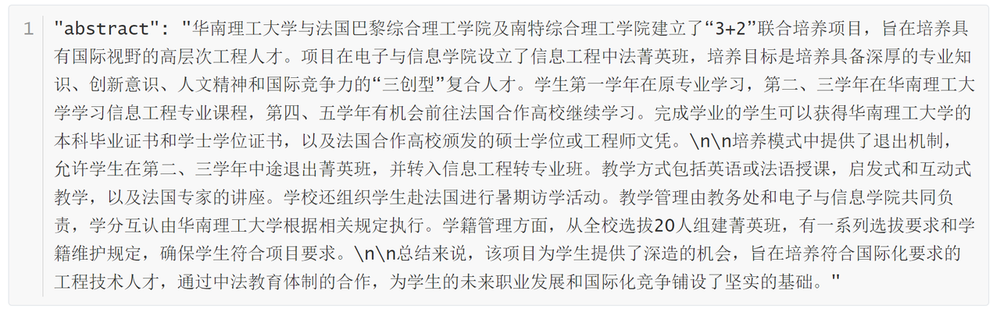 1 "abstract": "华南理工大学与法国巴黎综合理工学院及南特综合理工学院建立了“3+2”联合培养项目，旨在培养具
有国际视野的高层次工程人才。项目在电子与信息学院设立了信息工程中法菁英班，培养目标是培养具备深厚的专业知
识、创新意识、人文精神和国际竞争力的“三创型”复合人才。学生第一学年在原专业学习，第二、三学年在华南理工大
学学习信息工程专业课程，第四、五学年有机会前往法国合作高校继续学习。完成学业的学生可以获得华南理工大学的
本科毕业证书和学士学位证书，以及法国合作高校颁发的硕士学位或工程师文凭。\n\n培养模式中提供了退出机制，
允许学生在第二、三学年中途退出菁英班，并转入信息工程转专业班。教学方式包括英语或法语授课，启发式和互动式
教学，以及法国专家的讲座。学校还组织学生赴法国进行暑期访学活动。教学管理由教务处和电子与信息学院共同负
责，学分互认由华南理工大学根据相关规定执行。学籍管理方面，从全校选拔20人组建菁英班，有一系列选拔要求和学
籍维护规定，确保学生符合项目要求。\n\n总结来说，该项目为学生提供了深造的机会，旨在培养符合国际化要求的
工程技术人才，通过中法教育体制的合作，为学生的未来职业发展和国际化竞争铺设了坚实的基础。"